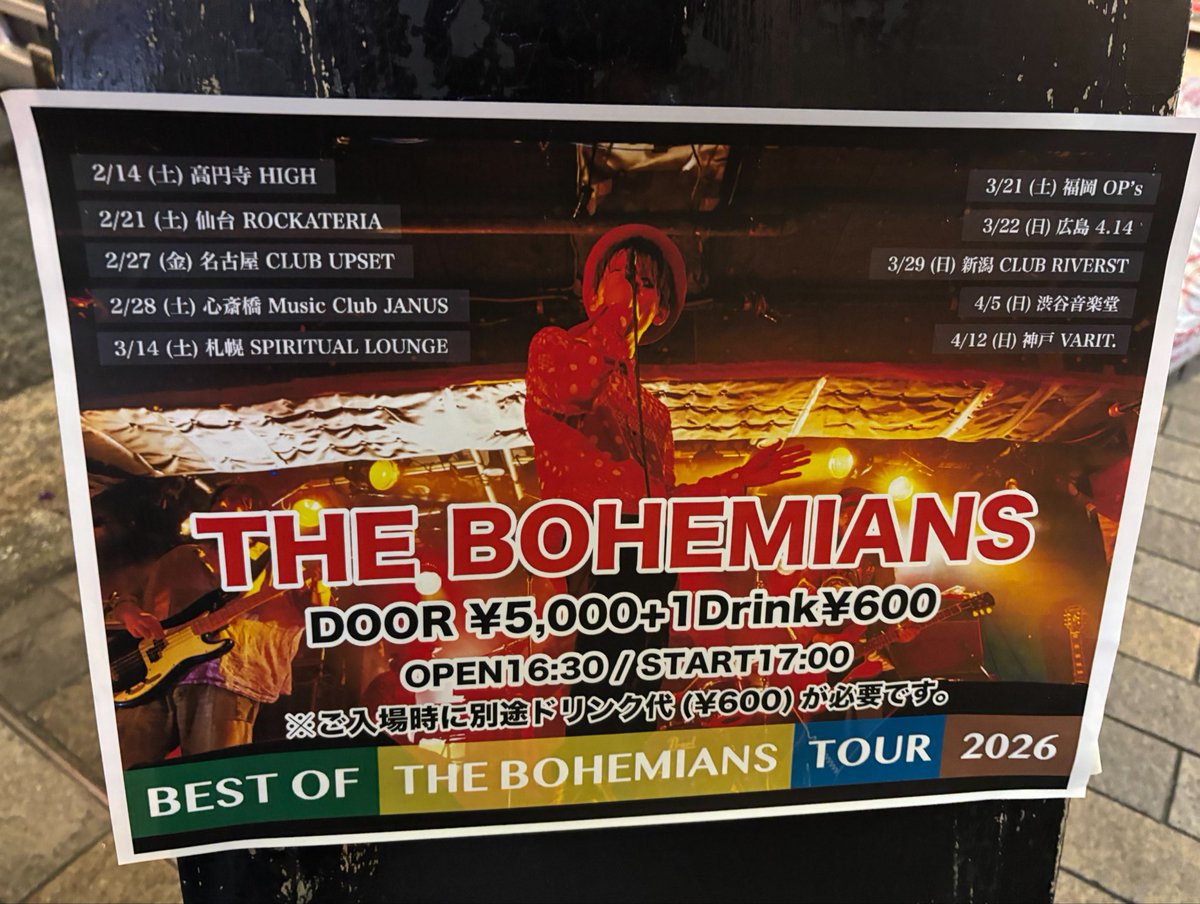 2/14 (土) 高円寺 HIGH
2/21 (土) 仙台 ROCKATERIA
2/27 (金) 名古屋 CLUB UPSET
2/28 (土) 心斎橋 Music Club JANUS
3/14 (土) 札幌 SPIRITUAL LOUNGE
3/21 (土) 福岡 OP's
3/22 (日) 広島 4.14
3/29 (日) 新潟 CLUB RIVERST
4/5 (日) 渋谷音楽堂
4/12 (日) 神戸 VARIT.
THE BOHEMIANS
DOOR ¥5,000+1Drink¥600
OPEN16:30 / START17:00
※ご入場時に別途ドリンク代 (¥600) が必要です。
BEST OF THE BOHEMIANS TOUR 2026